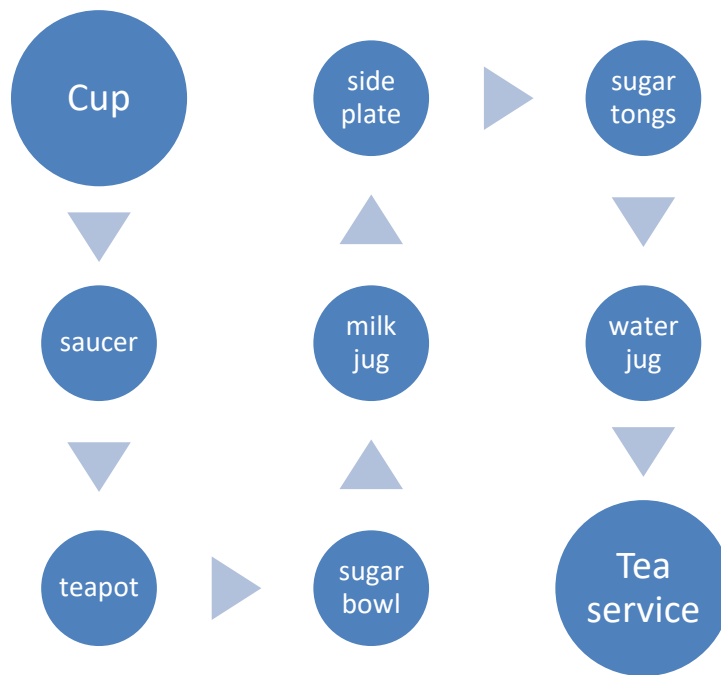 Cup
saucer
teapot
sugar
bowl
milk
jug
side
plate
sugar
tongs
water
jug
Tea
service